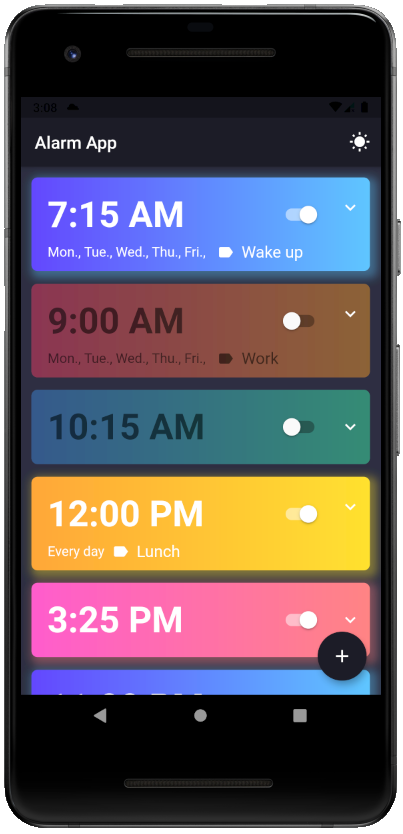 3:08
Alarm App
7:15 AM
Mon., Tue., Wed., Thu., Fri., Wake up
9:00 AM
Mon., Tue., Wed., Thu., Fri., Work
10:15 AM
12:00 PM
Every day Lunch
3:25 PM